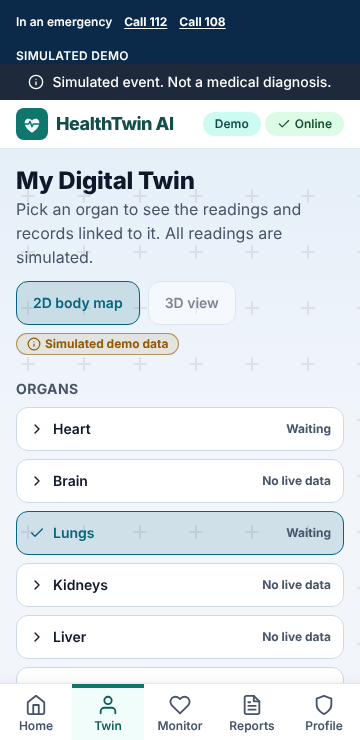 In an emergency Call 112 Call 108
SIMULATED DEMO
Simulated event. Not a medical diagnosis.
HealthTwin AI Demo Online
My Digital Twin
Pick an organ to see the readings and
records linked to it. All readings are
simulated.
2D body map 3D view
Simulated demo data
ORGANS
Heart Waiting
Brain No live data
Lungs Waiting
Kidneys No live data
Liver No live data
Home Twin Monitor Reports Profile